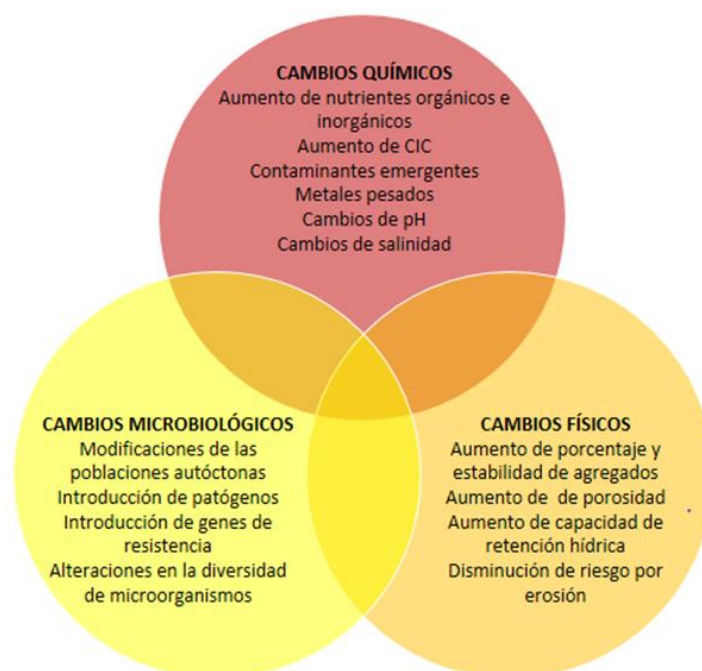 CAMBIOS QUÍMICOS
Aumento de nutrientes orgánicos e
inorgánicos
Aumento de CIC
Contaminantes emergentes
Metales pesados
Cambios de pH
Cambios de salinidad
CAMBIOS MICROBIOLÓGICOS
Modificaciones de las
poblaciones autóctonas
Introducción de patógenos
Introducción de genes de
resistencia
Alteraciones en la diversidad
de microorganismos
CAMBIOS FÍSICOS
Aumento de porcentaje y
estabilidad de agregados
Aumento de  de porosidad
Aumento de capacidad de
retención hídrica
Disminución de riesgo por
erosión